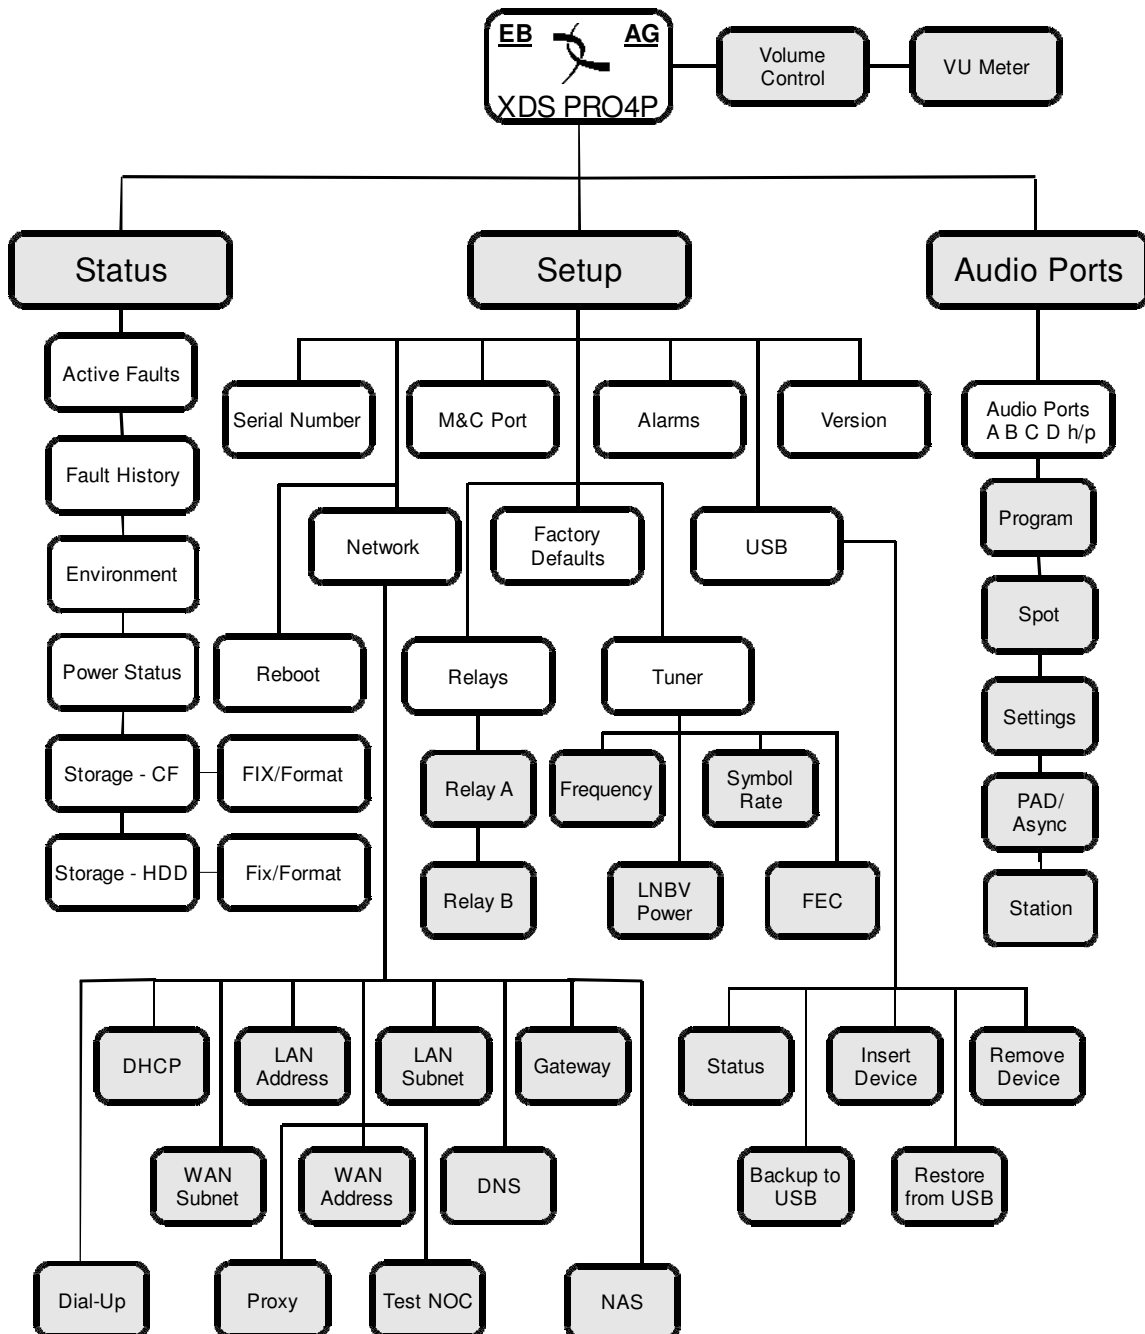 EB AG
XDS PRO4P
Volume
Control
VU Meter
Status
Setup
Audio Ports
Active Faults
Fault History
Environment
Power Status
Storage - CF
FIX/Format
Storage - HDD
Fix/Format
Serial Number
M&C Port
Alarms
Version
Network
Factory
Defaults
USB
Reboot
Relays
Tuner
Relay A
Relay B
Frequency
Symbol
Rate
LNBV
Power
FEC
Audio Ports
A B C D h/p
Program
Spot
Settings
PAD/
Async
Station
DHCP
LAN
Address
LAN
Subnet
Gateway
WAN
Subnet
WAN
Address
DNS
Dial-Up
Proxy
Test NOC
NAS
Status
Insert
Device
Remove
Device
Backup to
USB
Restore
from USB